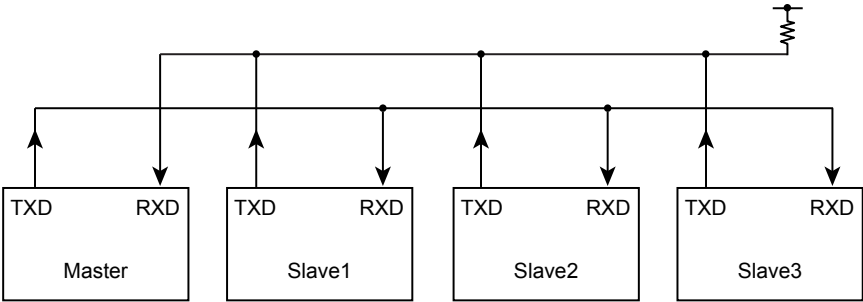 TXD RXD TXD RXD TXD RXD TXD RXD
Master Slave1 Slave2 Slave3